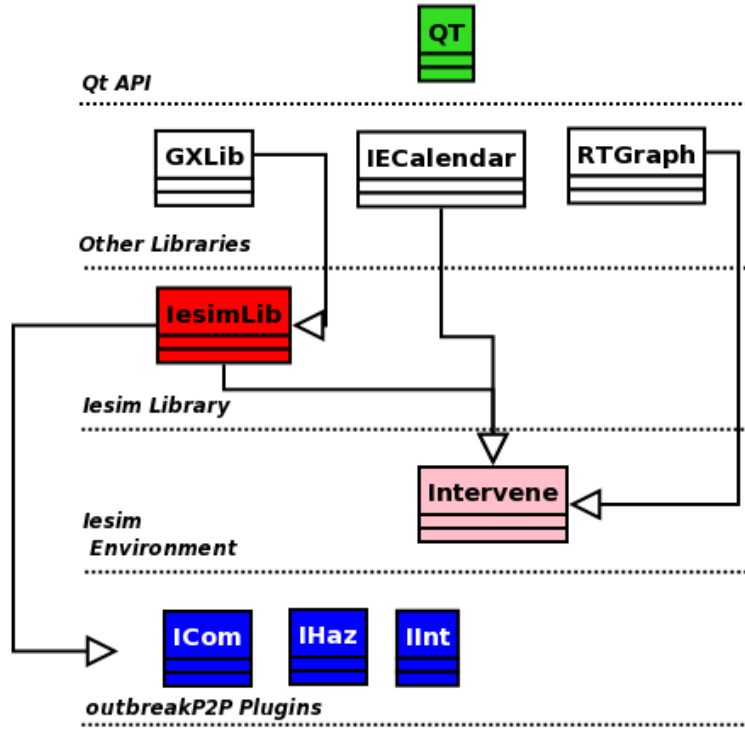 QT
Qt API
GXLib
IECalendar
RTGraph
Other Libraries
IesimLib
Iesim Library
Intervene
Iesim
Environment
ICom
IHaz
IInt
outbreakP2P Plugins